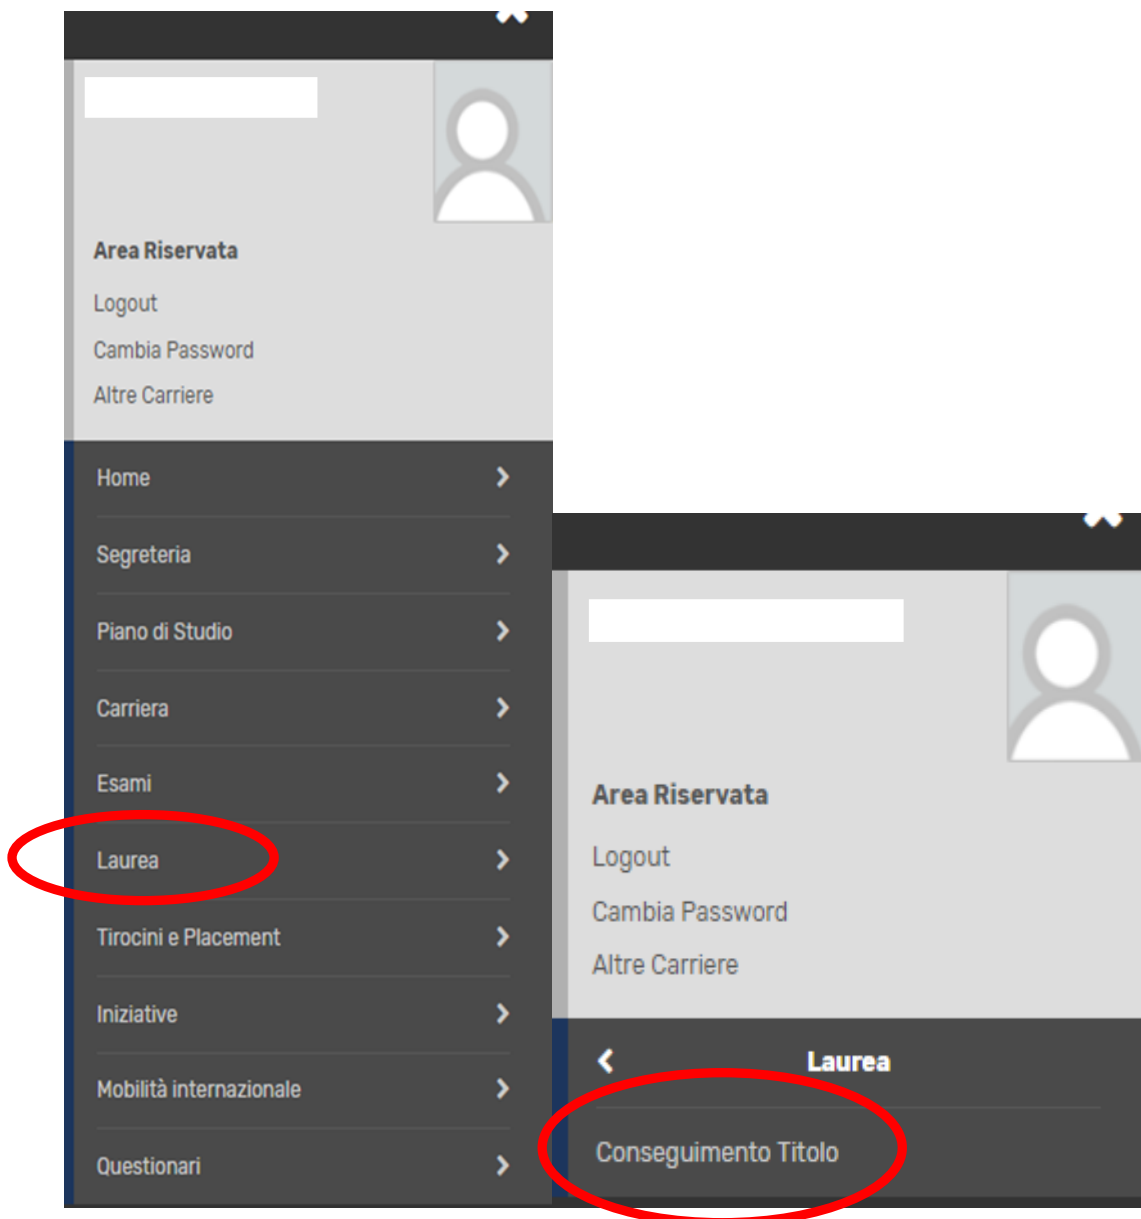 Area Riservata
Logout
Cambia Password
Altre Carriere
Home
Segreteria
Piano di Studio
Carriera
Esami
Laurea
Tirocini e Placement
Iniziative
Mobilità internazionale
Questionari
Area Riservata
Logout
Cambia Password
Altre Carriere
Laurea
Conseguimento Titolo